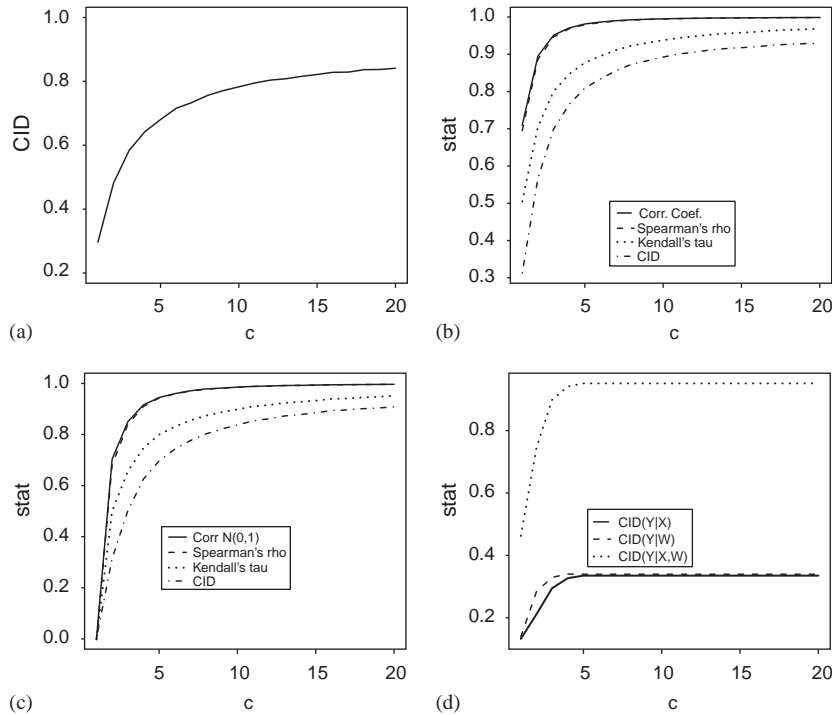 1.0
0.8
0.6
0.4
0.2
CID
5
10
15
20
c
(a)
1.0
0.9
0.8
0.7
0.6
0.5
0.4
0.3
stat
Corr. Coef.
Spearman's rho
Kendall's tau
CID
5
10
15
20
c
(b)
1.0
0.8
0.6
0.4
0.2
0.0
stat
Corr N(0,1)
Spearman's rho
Kendall's tau
CID
5
10
15
20
c
(c)
0.8
0.6
0.4
0.2
stat
CID(Y|X)
CID(Y|W)
CID(Y|X,W)
5
10
15
20
c
(d)